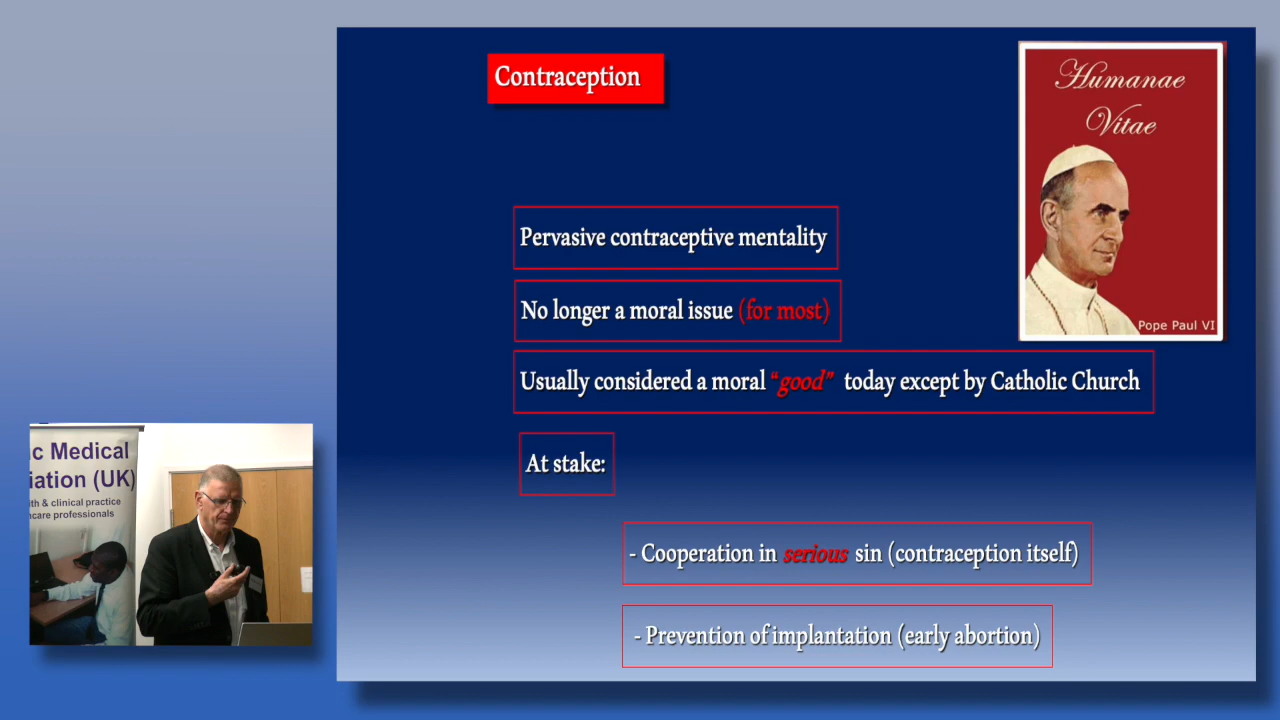 Contraception
Humanae
Vitae
Pope Paul VI
Pervasive contraceptive mentality
No longer a moral issue (for most)
Usually considered a moral “good” today except by Catholic Church
At stake:
- Cooperation in serious sin (contraception itself)
- Prevention of implantation (early abortion)
c Medical
iation (UK)
lth & clinical practice
ncare professionals